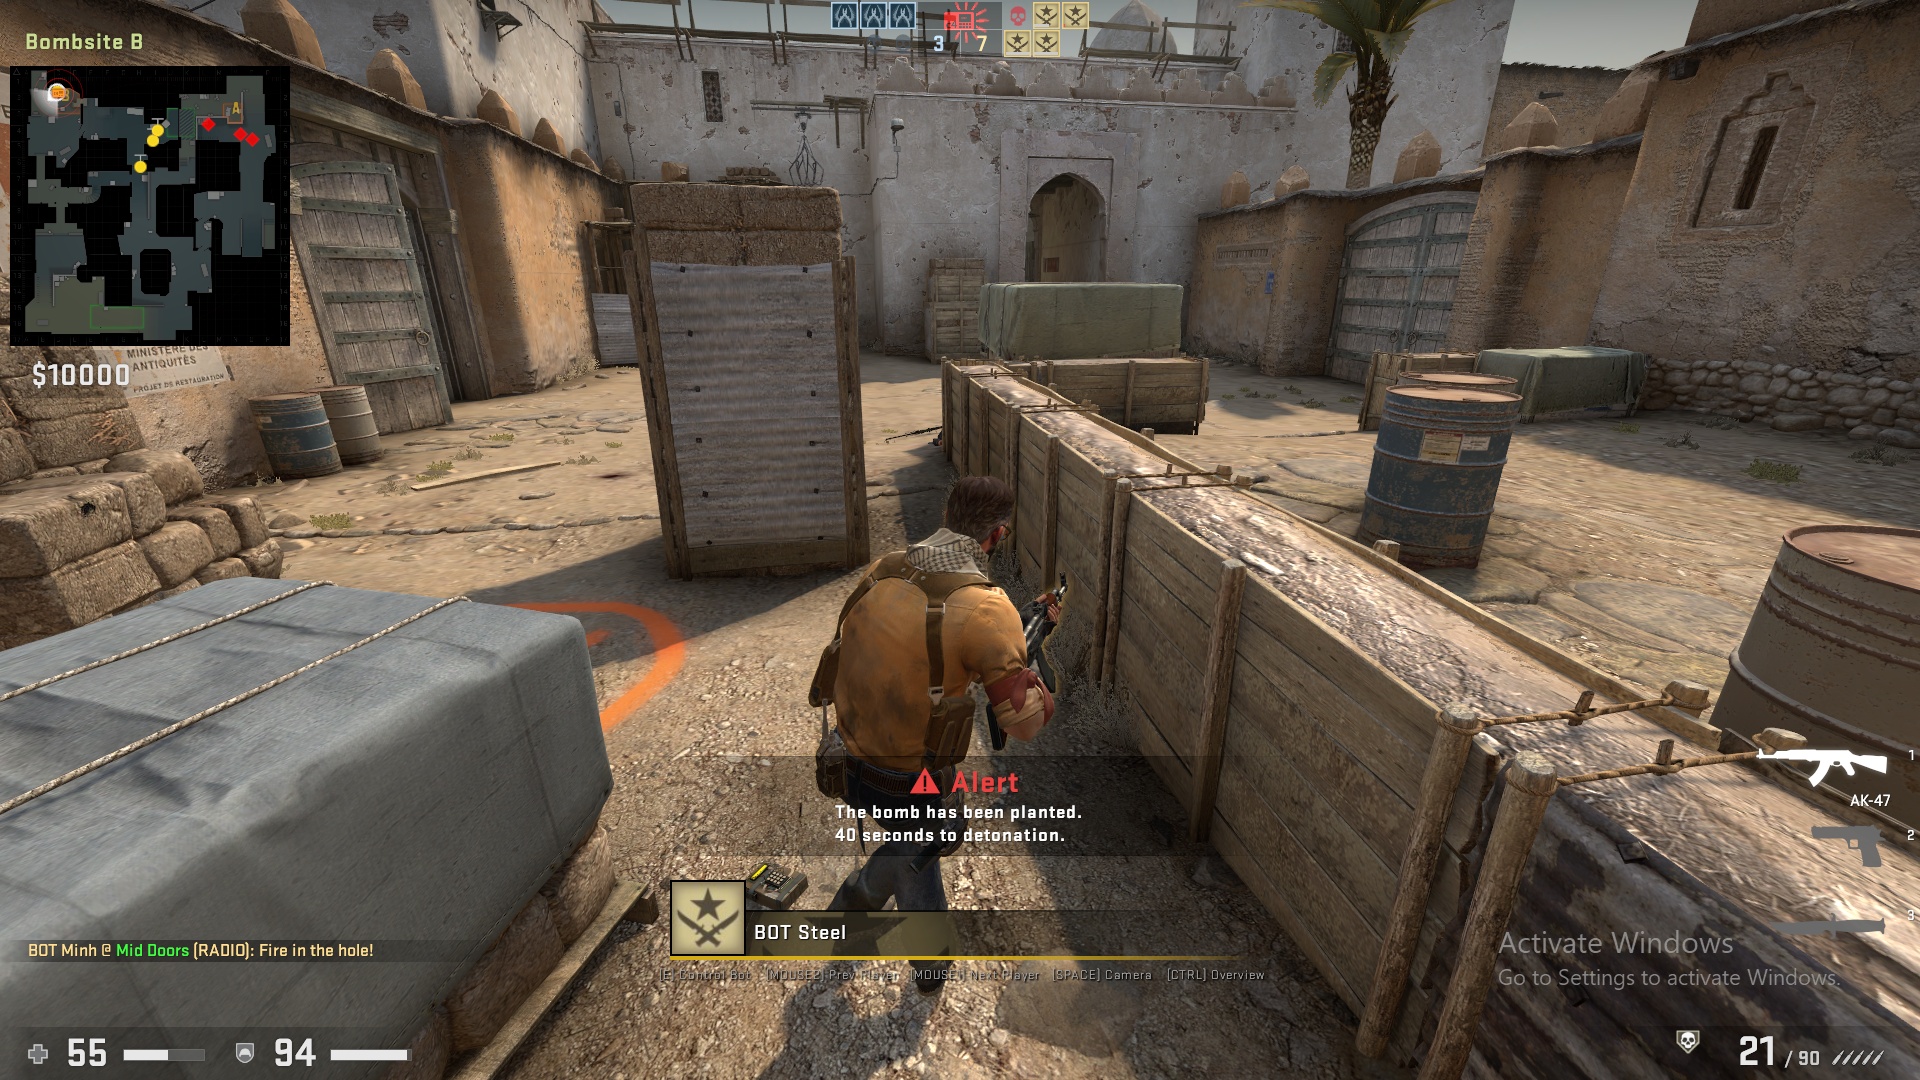 Bombsite B
3 7
A
$10000
MINISTÈRE DES
ANTIQUITÉS
PROJET DE RESTAURATION
1
AK-47
2
3
Alert
The bomb has been planted.
40 seconds to detonation.
BOT Steel
[E] Control Bot [MOUSE2] Prev Player [MOUSE1] Next Player [SPACE] Camera [CTRL] Overview
BOT Minh @ Mid Doors (RADIO): Fire in the hole!
Activate Windows
Go to Settings to activate Windows.
55 94
21 / 90